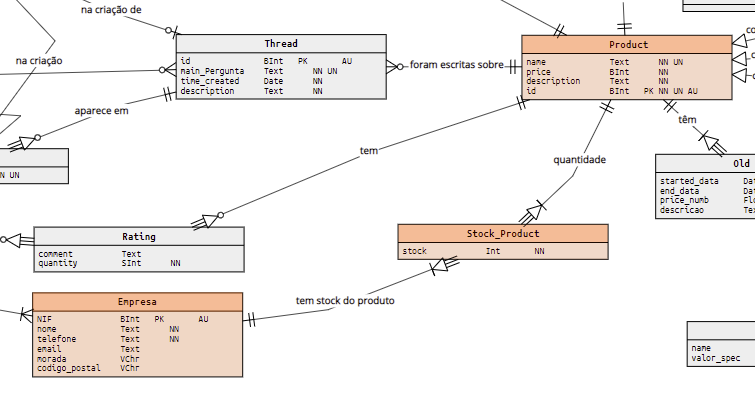 na criação de
Thread
id BInt PK AU
main_Pergunta Text NN UN
time_created Date NN
description Text NN
na criação
foram escritas sobre
Product
name Text NN UN
price BInt NN
description Text NN
id BInt PK NN UN AU
aparece em
N UN
tem
quantidade
têm
Old
started_data
end_data
price_numb
descricao
Rating
comment Text
quantity SInt NN
Stock_Product
stock Int NN
tem stock do produto
Empresa
NIF BInt PK AU
nome Text NN
telefone Text NN
email Text
morada VChr
codigo_postal VChr
name
valor_spec